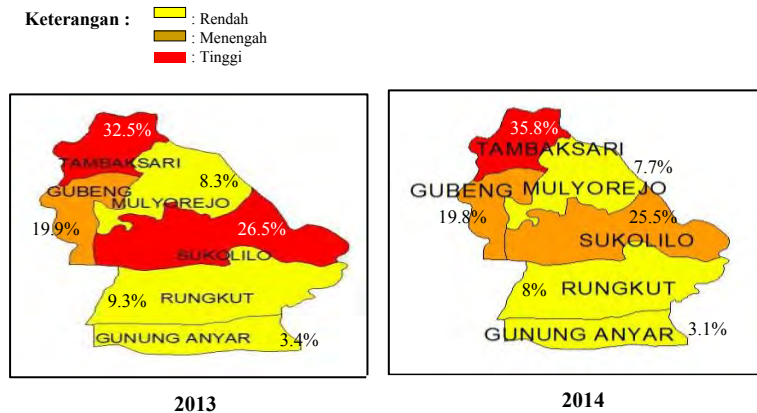 Keterangan :
: Rendah
: Menengah
: Tinggi
32.5%
TAMBAKSARI
GUBENG
8.3%
MULYOREJO
19.9%
26.5%
SUKOLILO
9.3%
RUNGKUT
GUNUNG ANYAR
3.4%
2013
35.8%
TAMBAKSARI
7.7%
GUBENG
MULYOREJO
19.8%
25.5%
SUKOLILO
8%
RUNGKUT
GUNUNG ANYAR
3.1%
2014